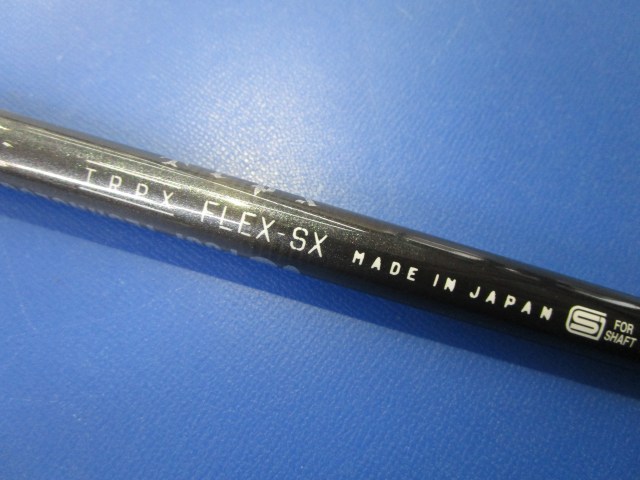 TRPX FLEX-SX MADE IN JAPAN FOR
SHAFT